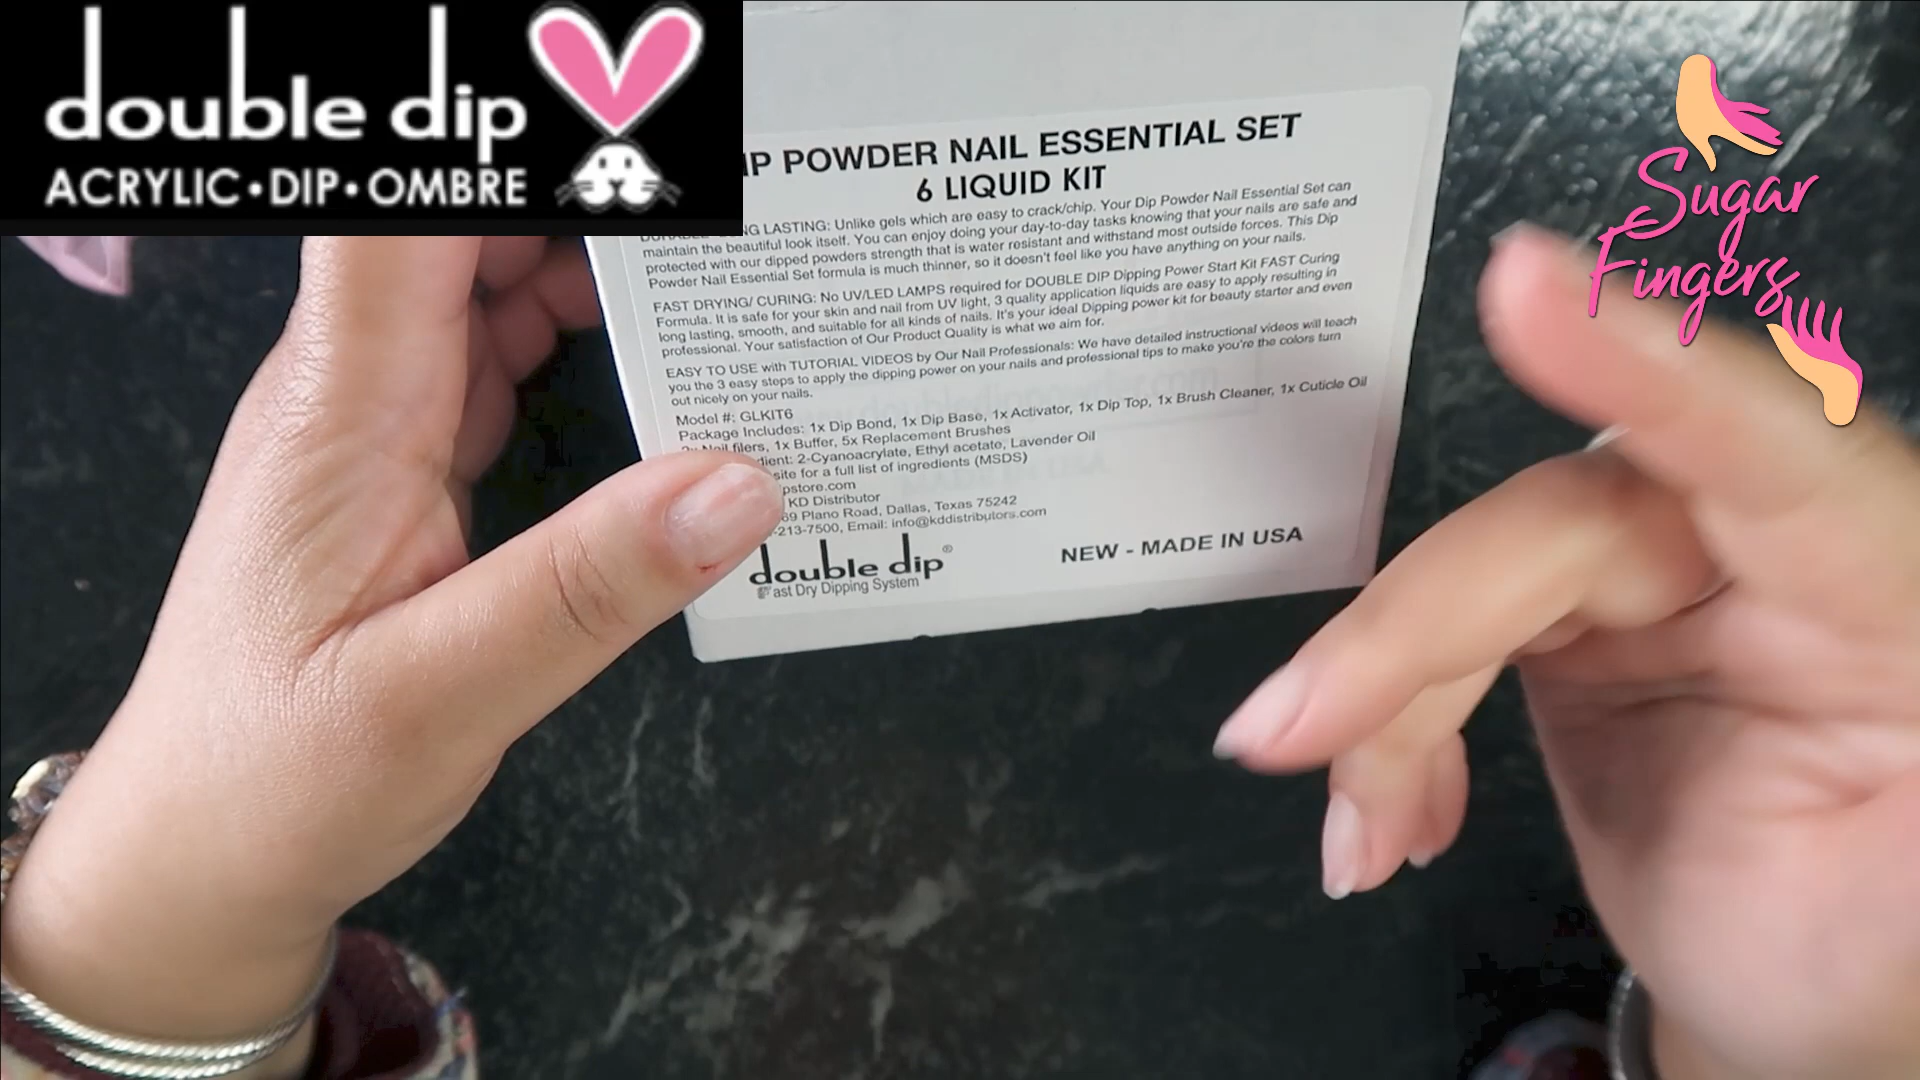 double dip
ACRYLIC•DIP•OMBRE
Sugar
Fingers
IP POWDER NAIL ESSENTIAL SET
6 LIQUID KIT
LASTING: Unlike gels which are easy to crack/chip. Your Dip Powder Nail Essential Set can
maintain the beautiful look itself. You can enjoy doing your day-to-day tasks knowing that your nails are safe and
protected with our dipped powders strength that is water resistant and withstand most outside forces. This Dip
Powder Nail Essential Set formula is much thinner, so it doesn't feel like you have anything on your nails.
FAST DRYING/ CURING: No UV/LED LAMPS required for DOUBLE DIP Dipping Power Start Kit FAST Curing
Formula. It is safe for your skin and nail from UV light, 3 quality application liquids are easy to apply resulting in
long lasting, smooth, and suitable for all kinds of nails. It's your ideal Dipping power kit for beauty starter and even
professional. Your satisfaction of Our Product Quality is what we aim for.
EASY TO USE with TUTORIAL VIDEOS by Our Nail Professionals: We have detailed instructional videos will teach
you the 3 easy steps to apply the dipping power on your nails and professional tips to make you're the colors turn
out nicely on your nails.
Model #: GLKIT6
Package Includes: 1x Dip Bond, 1x Dip Base, 1x Activator, 1x Dip Top, 1x Brush Cleaner, 1x Cuticle Oil
Nail filers, 1x Buffer, 5x Replacement Brushes
dient: 2-Cyanoacrylate, Ethyl acetate, Lavender Oil
site for a full list of ingredients (MSDS)
pstore.com
KD Distributor
69 Plano Road, Dallas, Texas 75242
-213-7500, Email: info@kddistributors.com
double dip®
Fast Dry Dipping System
NEW - MADE IN USA